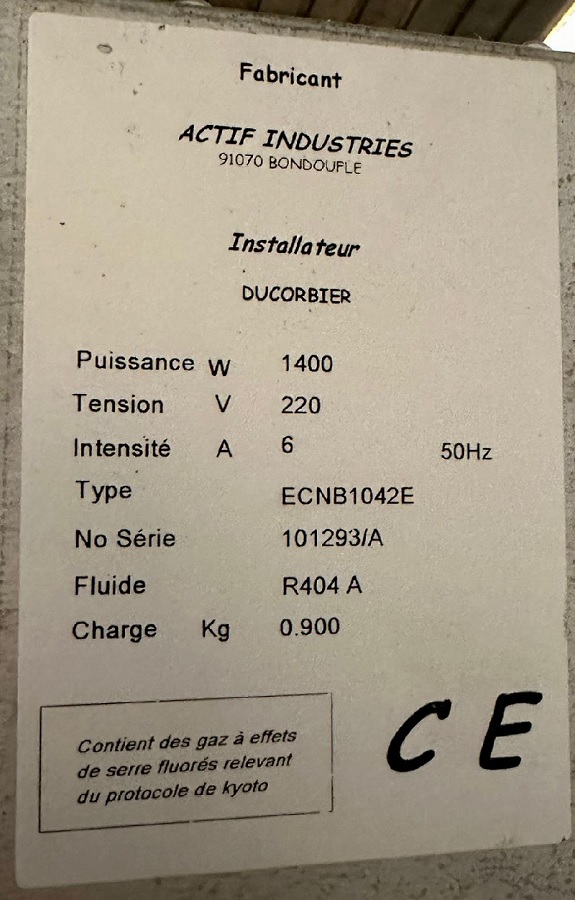 Fabricant
ACTIF INDUSTRIES
91070 BONDOUFLE
Installateur
DUCORBIER
Puissance W 1400
Tension V 220
Intensité A 6 50Hz
Type ECNB1042E
No Série 101293/A
Fluide R404 A
Charge Kg 0.900
Contient des gaz à effets
de serre fluorés relevant
du protocole de kyoto
CE